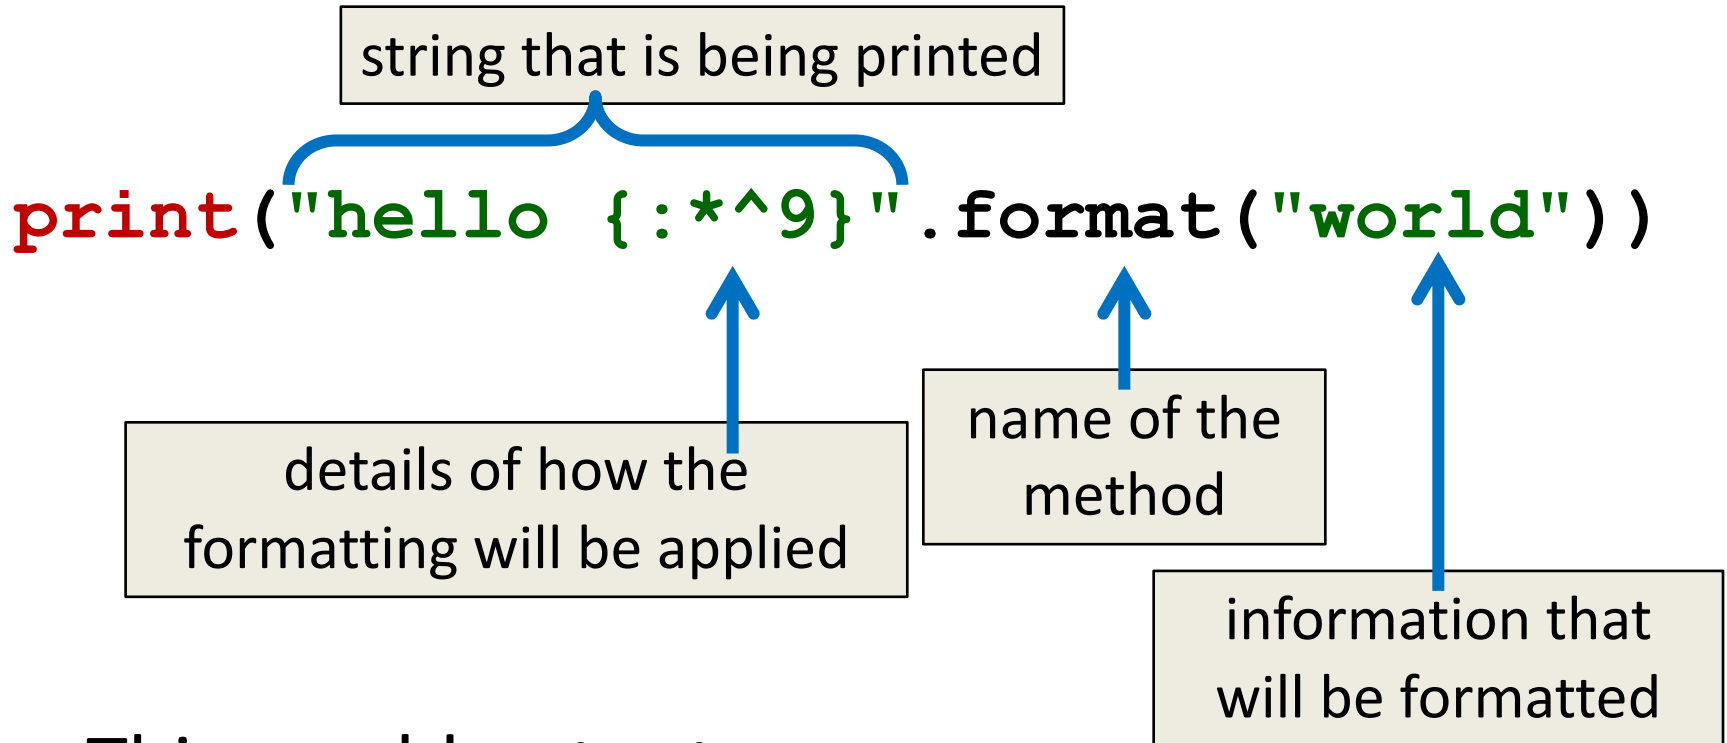 string that is being printed
print("hello {:*^9}".format("world"))
details of how the
formatting will be applied
name of the
method
information that
will be formatted